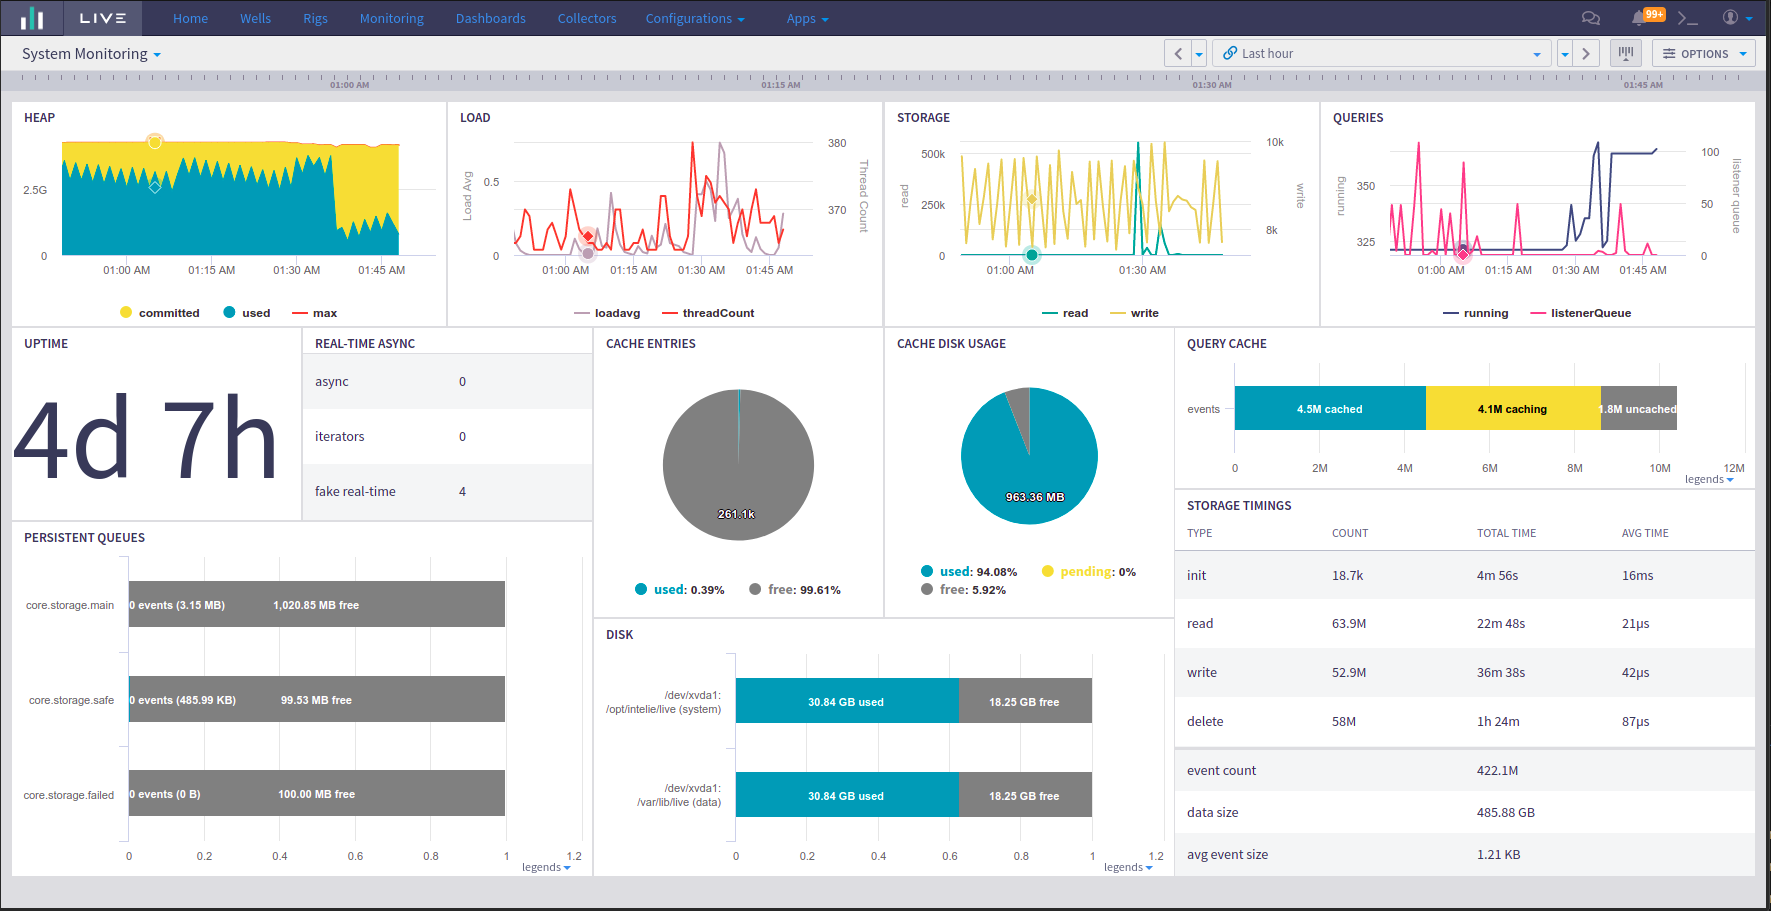 LIVE Home Wells Rigs Monitoring Dashboards Collectors Configurations Apps 99+
System Monitoring Last hour OPTIONS
01:00 AM 01:15 AM 01:30 AM 01:45 AM
HEAP
2.5G
0
01:00 AM 01:15 AM 01:30 AM 01:45 AM
committed used max
LOAD
Load Avg
0.5
0
380
370
Thread Count
01:00 AM 01:15 AM 01:30 AM 01:45 AM
loadavg threadCount
STORAGE
read
500k
250k
0
10k
8k
write
01:00 AM 01:30 AM
read write
QUERIES
running
350
325
100
50
0
listener queue
01:00 AM 01:15 AM 01:30 AM 01:45 AM
running listenerQueue
UPTIME
4d 7h
REAL-TIME ASYNC
async 0
iterators 0
fake real-time 4
CACHE ENTRIES
261.1k
used: 0.39% free: 99.61%
CACHE DISK USAGE
963.36 MB
used: 94.08% pending: 0%
free: 5.92%
QUERY CACHE
events 4.5M cached 4.1M caching 1.8M uncached
0 2M 4M 6M 8M 10M 12M
legends
PERSISTENT QUEUES
core.storage.main 0 events (3.15 MB) 1,020.85 MB free
core.storage.safe 0 events (485.99 KB) 99.53 MB free
core.storage.failed 0 events (0 B) 100.00 MB free
0 0.2 0.4 0.6 0.8 1 1.2
legends
DISK
/dev/xvda1:
/opt/intelie/live (system) 30.84 GB used 18.25 GB free
/dev/xvda1:
/var/lib/live (data) 30.84 GB used 18.25 GB free
0 0.2 0.4 0.6 0.8 1 1.2
legends
STORAGE TIMINGS
TYPE COUNT TOTAL TIME AVG TIME
init 18.7k 4m 56s 16ms
read 63.9M 22m 48s 21µs
write 52.9M 36m 38s 42µs
delete 58M 1h 24m 87µs
event count 422.1M
data size 485.88 GB
avg event size 1.21 KB